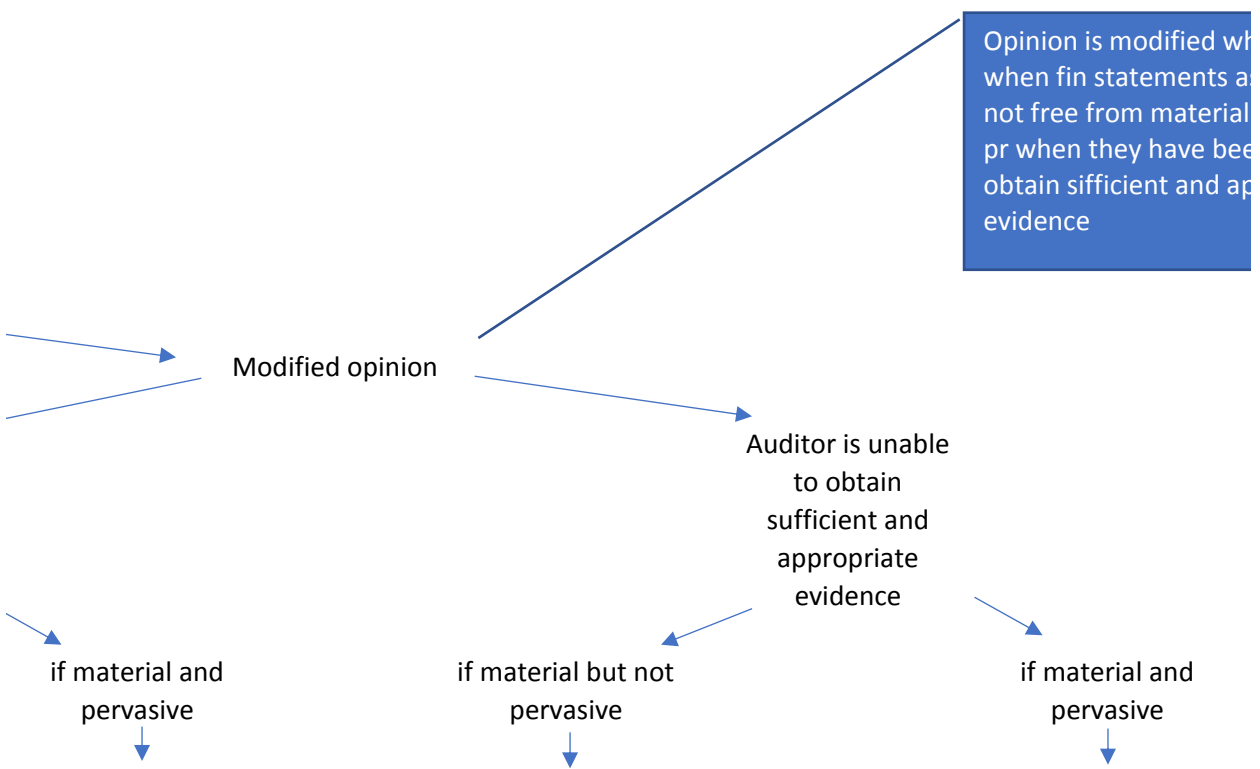 Opinion is modified wh
when fin statements as
not free from material
pr when they have bee
obtain sifficient and ap
evidence
Modified opinion
Auditor is unable
to obtain
sufficient and
appropriate
evidence
if material and
pervasive
if material but not
pervasive
if material and
pervasive